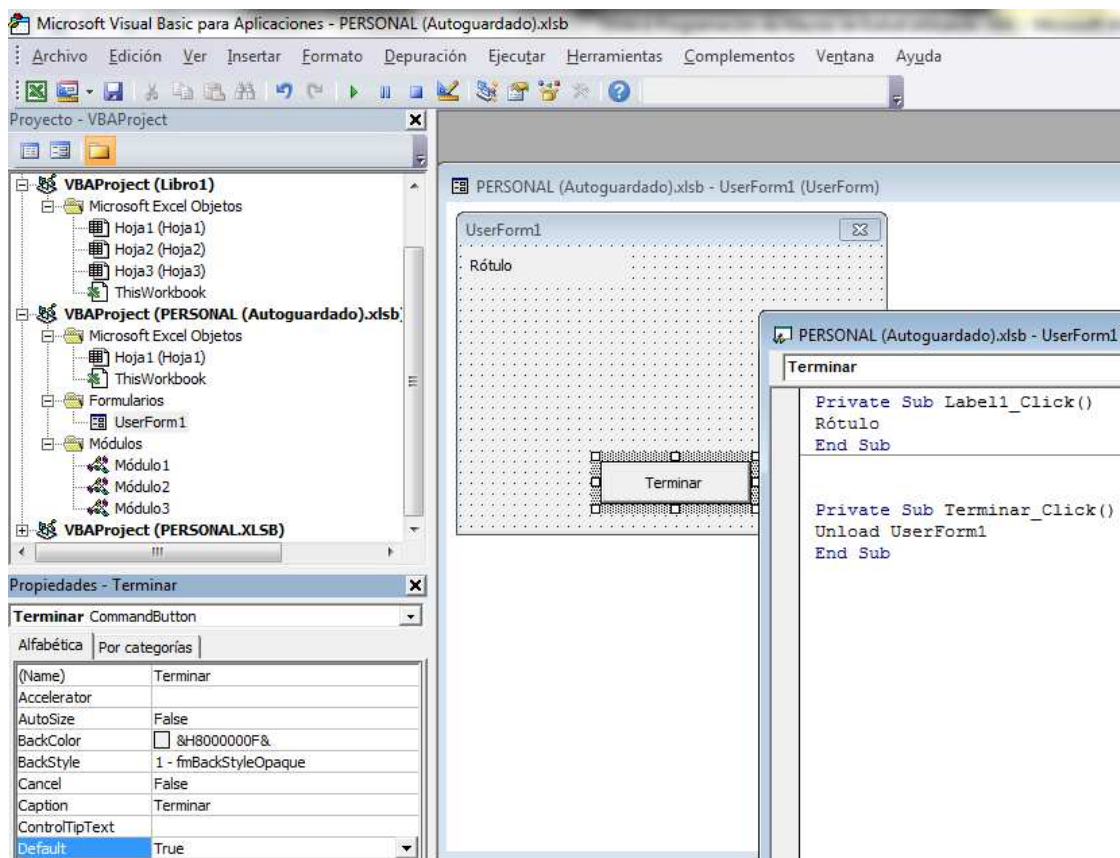 Microsoft Visual Basic para Aplicaciones - PERSONAL (Autoguardado).xlsb
Archivo Edición Ver Insertar Formato Depuración Ejecutar Herramientas Complementos Ventana Ayuda
Proyecto - VBAProject
VBAProject (Libro1)
Microsoft Excel Objetos
Hoja1 (Hoja1)
Hoja2 (Hoja2)
Hoja3 (Hoja3)
ThisWorkbook
VBAProject (PERSONAL (Autoguardado).xlsb)
Microsoft Excel Objetos
Hoja1 (Hoja1)
ThisWorkbook
Formularios
UserForm1
Módulos
Módulo1
Módulo2
Módulo3
VBAProject (PERSONAL.XLSB)
Propiedades - Terminar
Terminar CommandButton
Alfabética Por categorías
(Name) Terminar
Accelerator
AutoSize False
BackColor &H8000000F&
BackStyle 1 - fmBackStyleOpaque
Cancel False
Caption Terminar
ControlTipText
Default True
PERSONAL (Autoguardado).xlsb - UserForm1 (UserForm)
UserForm1
Rótulo
Terminar
PERSONAL (Autoguardado).xlsb - UserForm1
Terminar
Private Sub Label1_Click()
Rótulo
End Sub
Private Sub Terminar_Click()
Unload UserForm1
End Sub